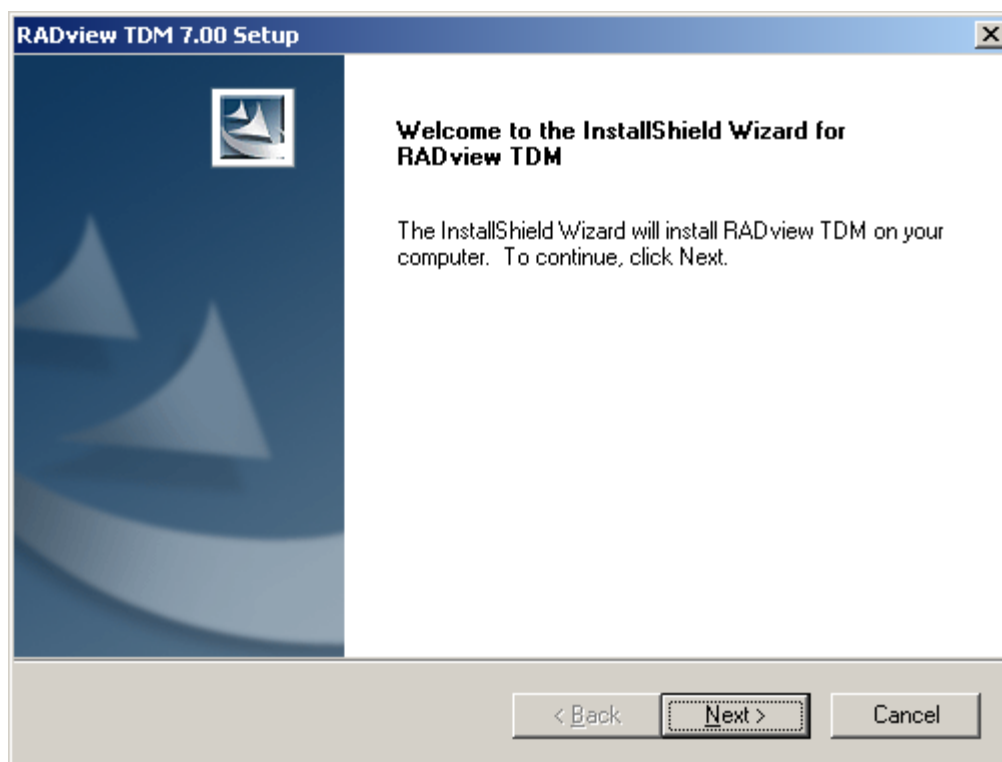 RADview TDM 7.00 Setup
Welcome to the InstallShield Wizard for
RADview TDM
The InstallShield Wizard will install RADview TDM on your
computer. To continue, click Next.
< Back
Next >
Cancel